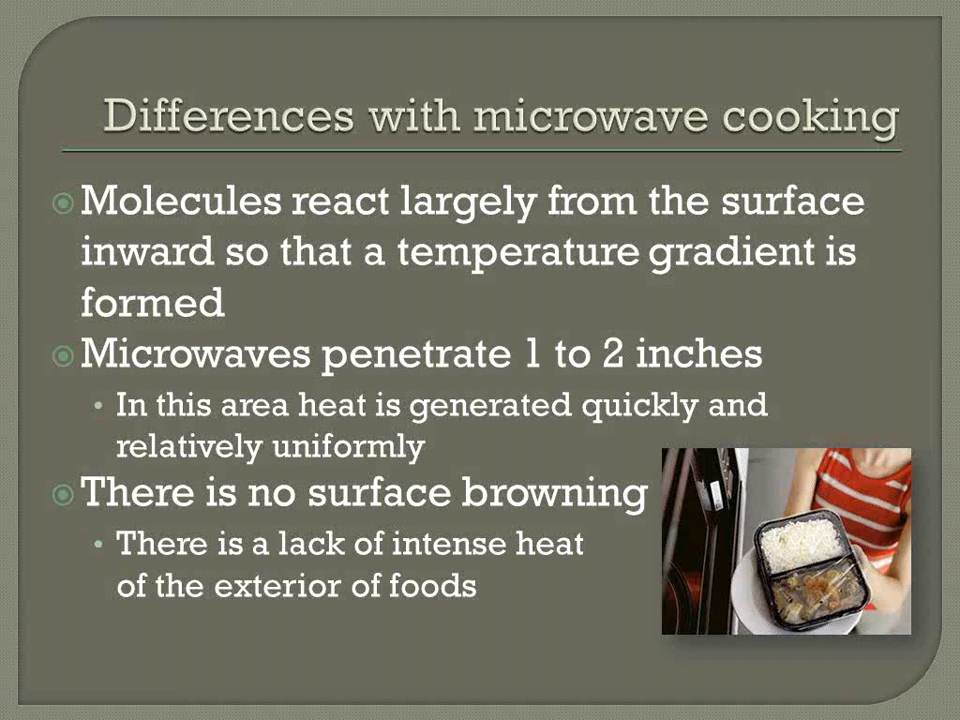 Differences with microwave cooking
Molecules react largely from the surface
inward so that a temperature gradient is
formed
Microwaves penetrate 1 to 2 inches
• In this area heat is generated quickly and
relatively uniformly
There is no surface browning
• There is a lack of intense heat
of the exterior of foods